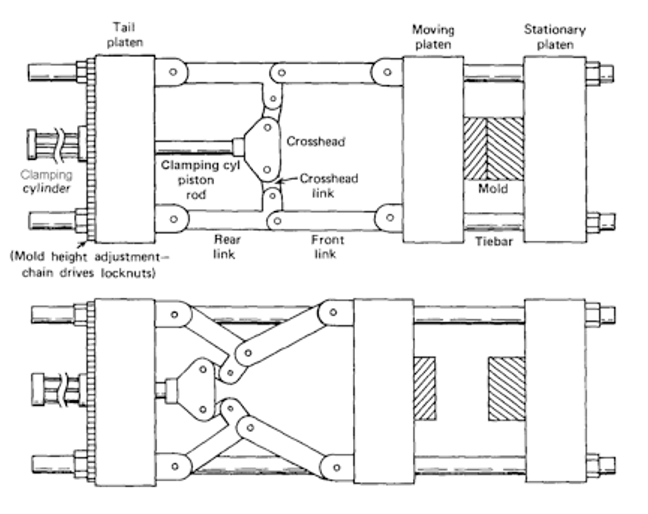 Tail
platen
Moving
platen
Stationary
platen
Crosshead
Clamping cyl
piston
rod
Clamping
cylinder
Crosshead
link
Mold
Rear
link
Front
link
Tiebar
(Mold height adjustment—
chain drives locknuts)